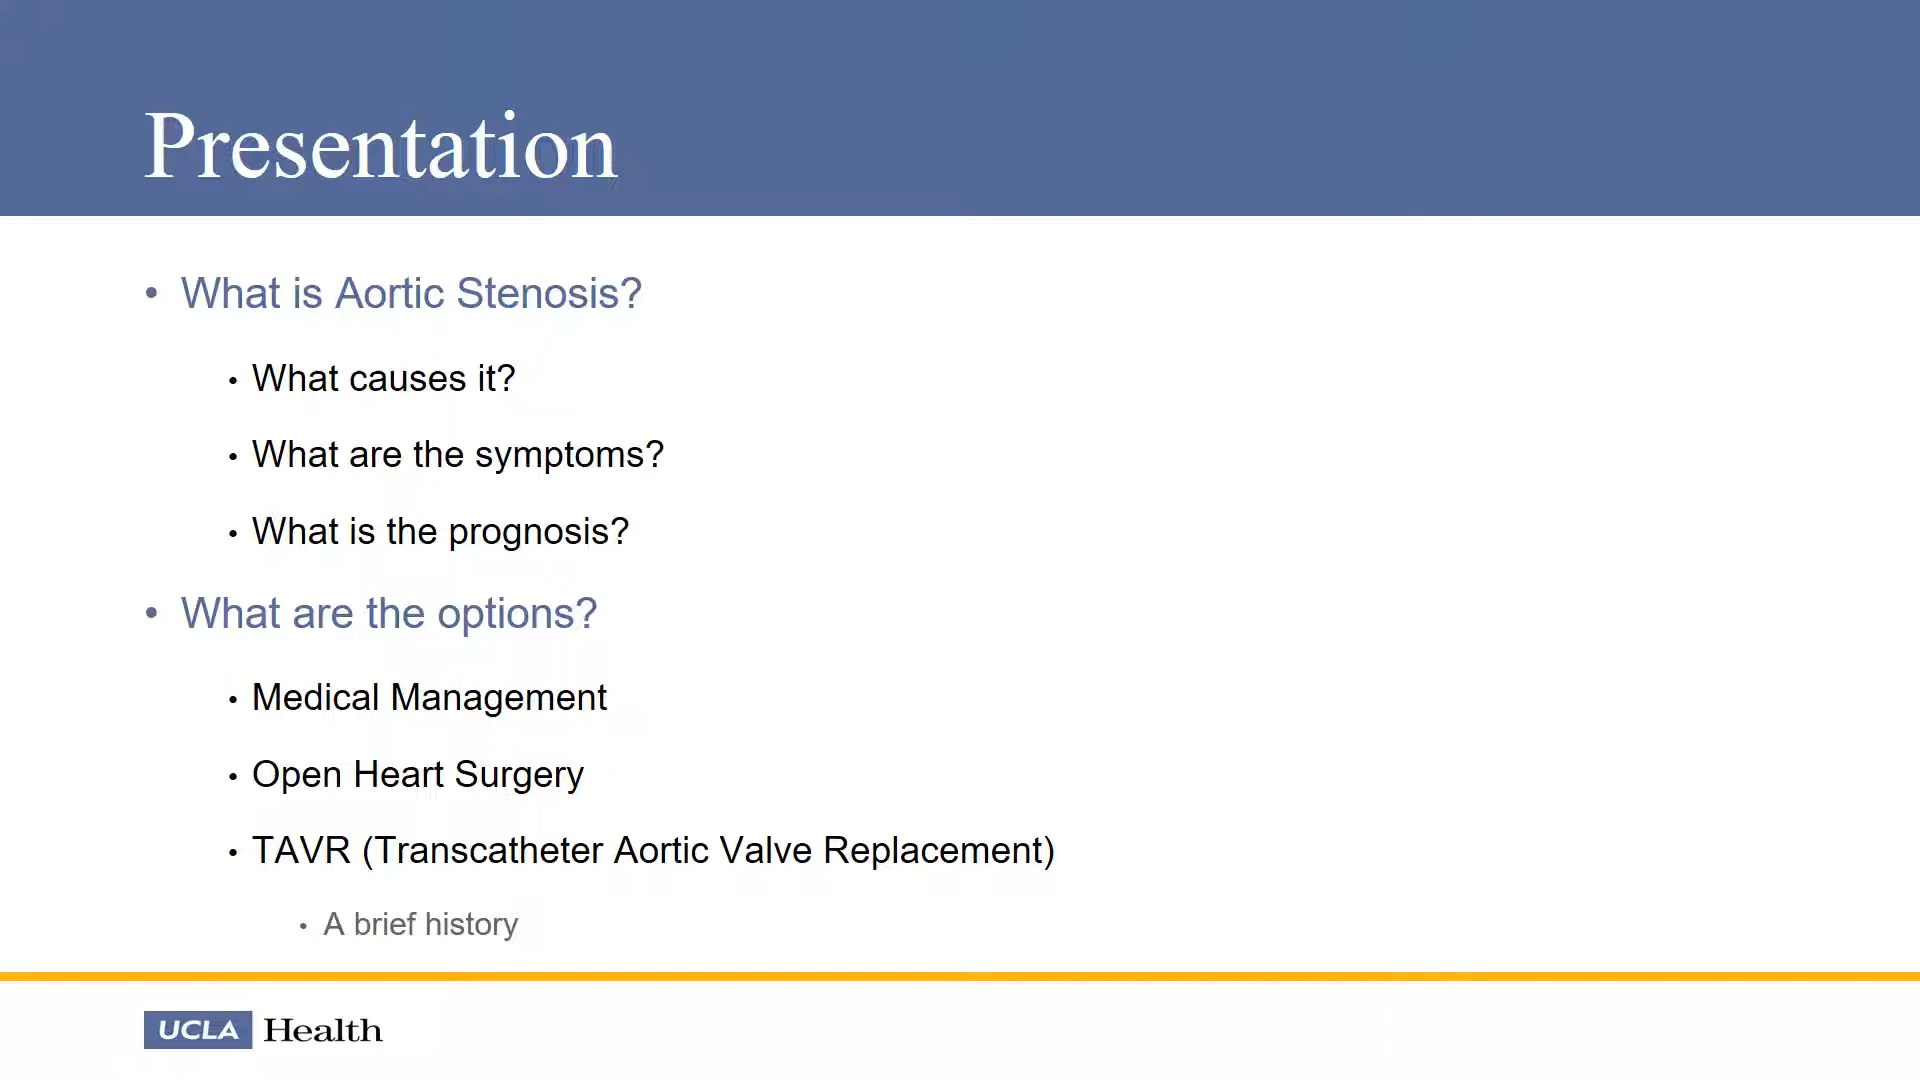 Presentation
• What is Aortic Stenosis?
• What causes it?
• What are the symptoms?
• What is the prognosis?
• What are the options?
• Medical Management
• Open Heart Surgery
• TAVR (Transcatheter Aortic Valve Replacement)
• A brief history
UCLA Health